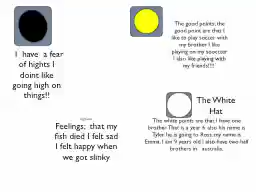 I have a fear
of hights I
doint like
going high on
things!!
The good points: the
good point are that I
like to play soccer with
my brother I like
playing on my
I also like playing with
my friends!!!!
Feelings; that my
fish died I felt sad
I felt happy when
we got slinky
The White
Hat
The white points are that I have one
brother That is a year 6 also his name is
Tyler he is going to Ross my name is
Emma. I am 9 years old I also have two half
brothers in australia.